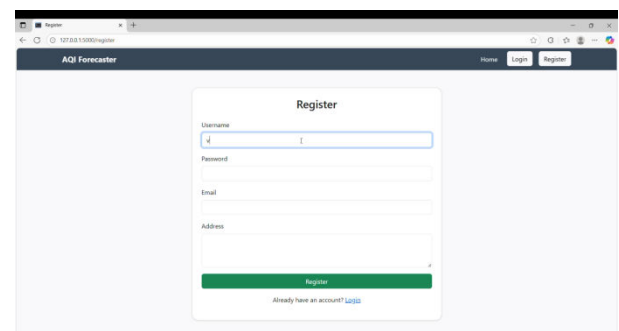 Register
127.0.0.1:5000/register
AQI Forecaster
Home Login Register
Register
Username
Password
Email
Address
Register
Already have an account? Login